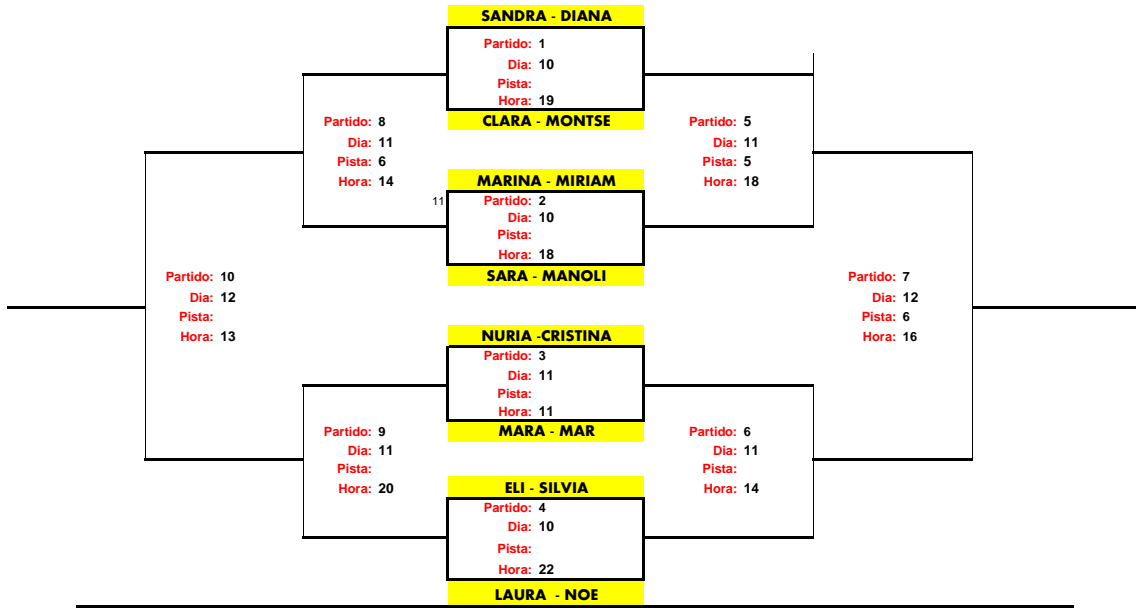 SANDRA - DIANA
Partido: 1
Dia: 10
Pista:
Hora: 19
CLARA - MONTSE
Partido: 8
Dia: 11
Pista: 6
Hora: 14
Partido: 5
Dia: 11
Pista: 5
Hora: 18
MARINA - MIRIAM
11
Partido: 2
Dia: 10
Pista:
Hora: 18
SARA - MANOLI
Partido: 10
Dia: 12
Pista:
Hora: 13
Partido: 7
Dia: 12
Pista: 6
Hora: 16
NURIA -CRISTINA
Partido: 3
Dia: 11
Pista:
Hora: 11
MARA - MAR
Partido: 9
Dia: 11
Pista:
Hora: 20
Partido: 6
Dia: 11
Pista:
Hora: 14
ELI - SILVIA
Partido: 4
Dia: 10
Pista:
Hora: 22
LAURA - NOE